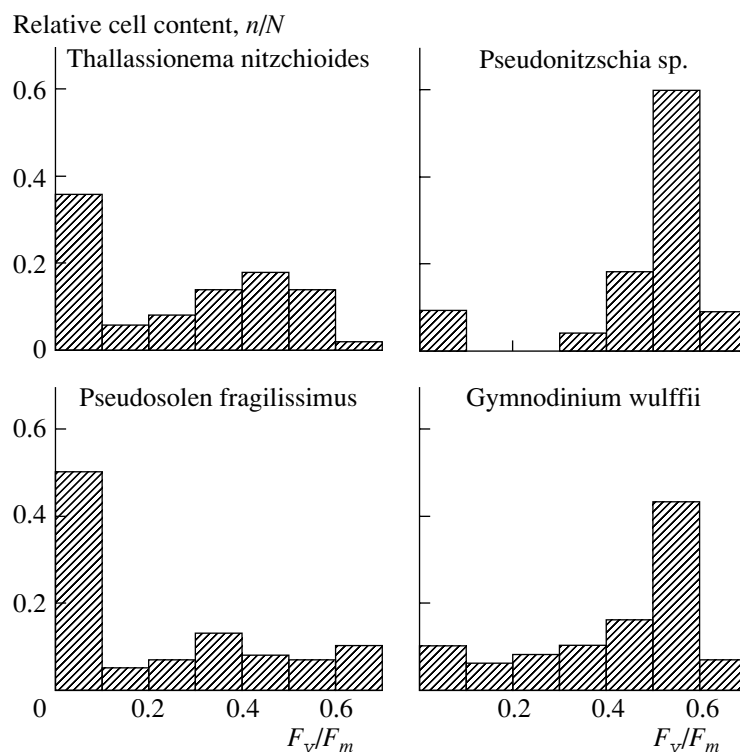 Relative cell content, n/N
Thallassionema nitzchioides
Pseudonitzschia sp.
0.6
0.4
0.2
0
Pseudosolen fragilissimus
Gymnodinium wulffii
0.6
0.4
0.2
0
0 0.2 0.4 0.6
0.2 0.4 0.6
Fv/Fm
Fv/Fm